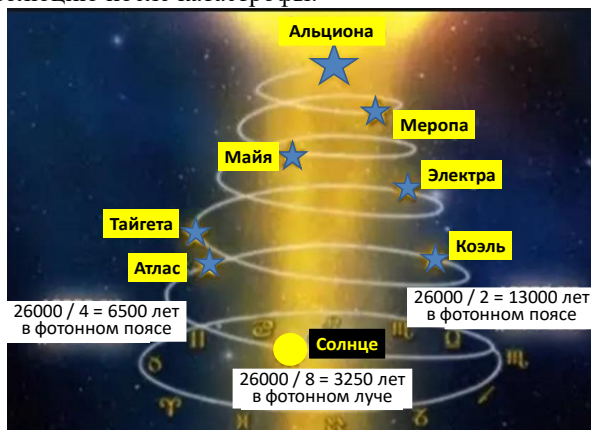 Альциона
Меропа
Майя
Электра
Тайгета
Коэль
Атлас
26000 / 4 = 6500 лет
в фотонном поясе
26000 / 2 = 13000 лет
в фотонном поясе
Солнце
26000 / 8 = 3250 лет
в фотонном луче